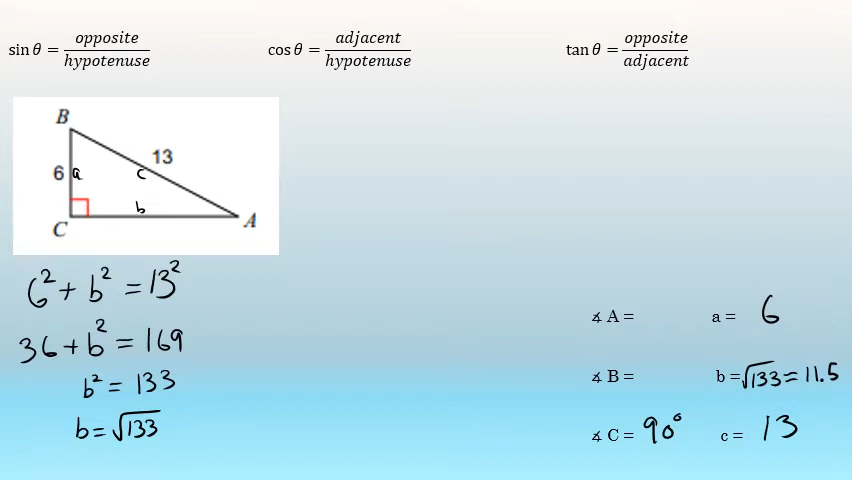 sin θ = opposite/hypotenuse
cos θ = adjacent/hypotenuse
tan θ = opposite/adjacent
B
13
6 a
c
b
C
A
6² + b² = 13²
36 + b² = 169
b² = 133
b = √133
∡ A =
a = 6
∡ B =
b = √133 ≈ 11.5
∡ C = 90°
c = 13